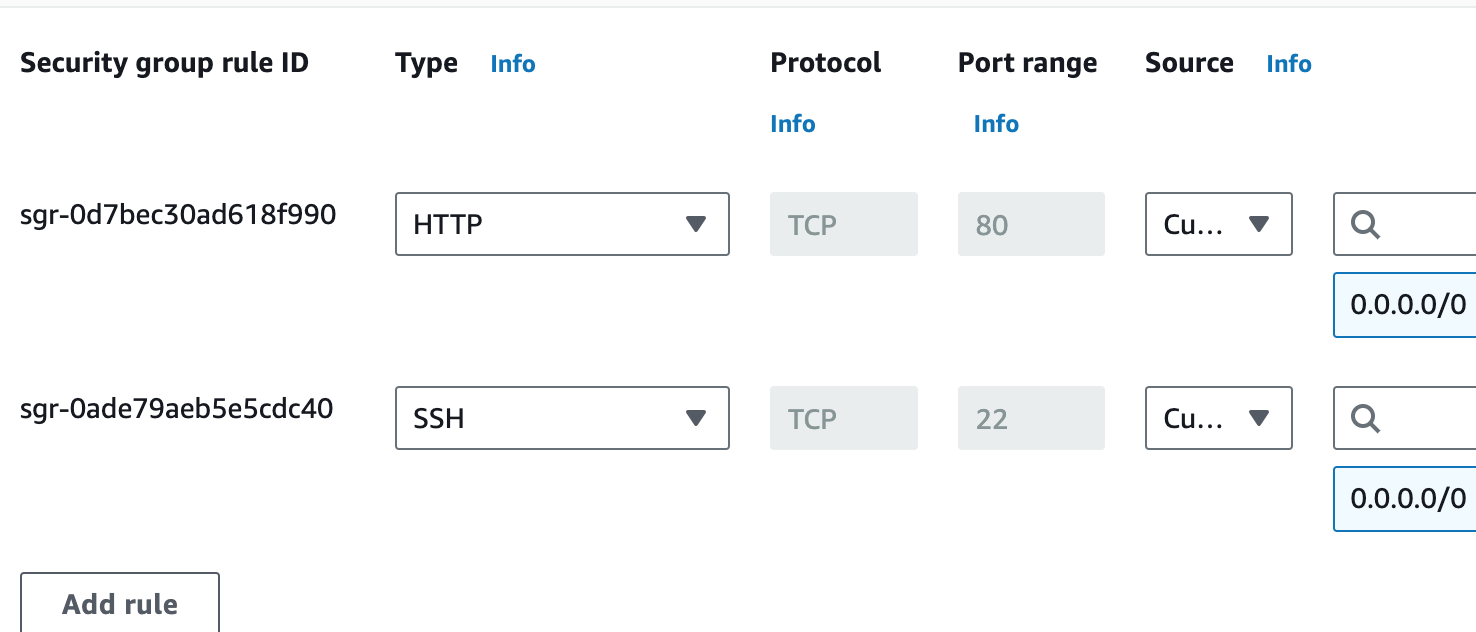 Security group rule ID Type Info Protocol Port range Source Info
Info Info
sgr-0d7bec30ad618f990 HTTP TCP 80 Cu...
0.0.0.0/0
sgr-0ade79aeb5e5cdc40 SSH TCP 22 Cu...
0.0.0.0/0
Add rule